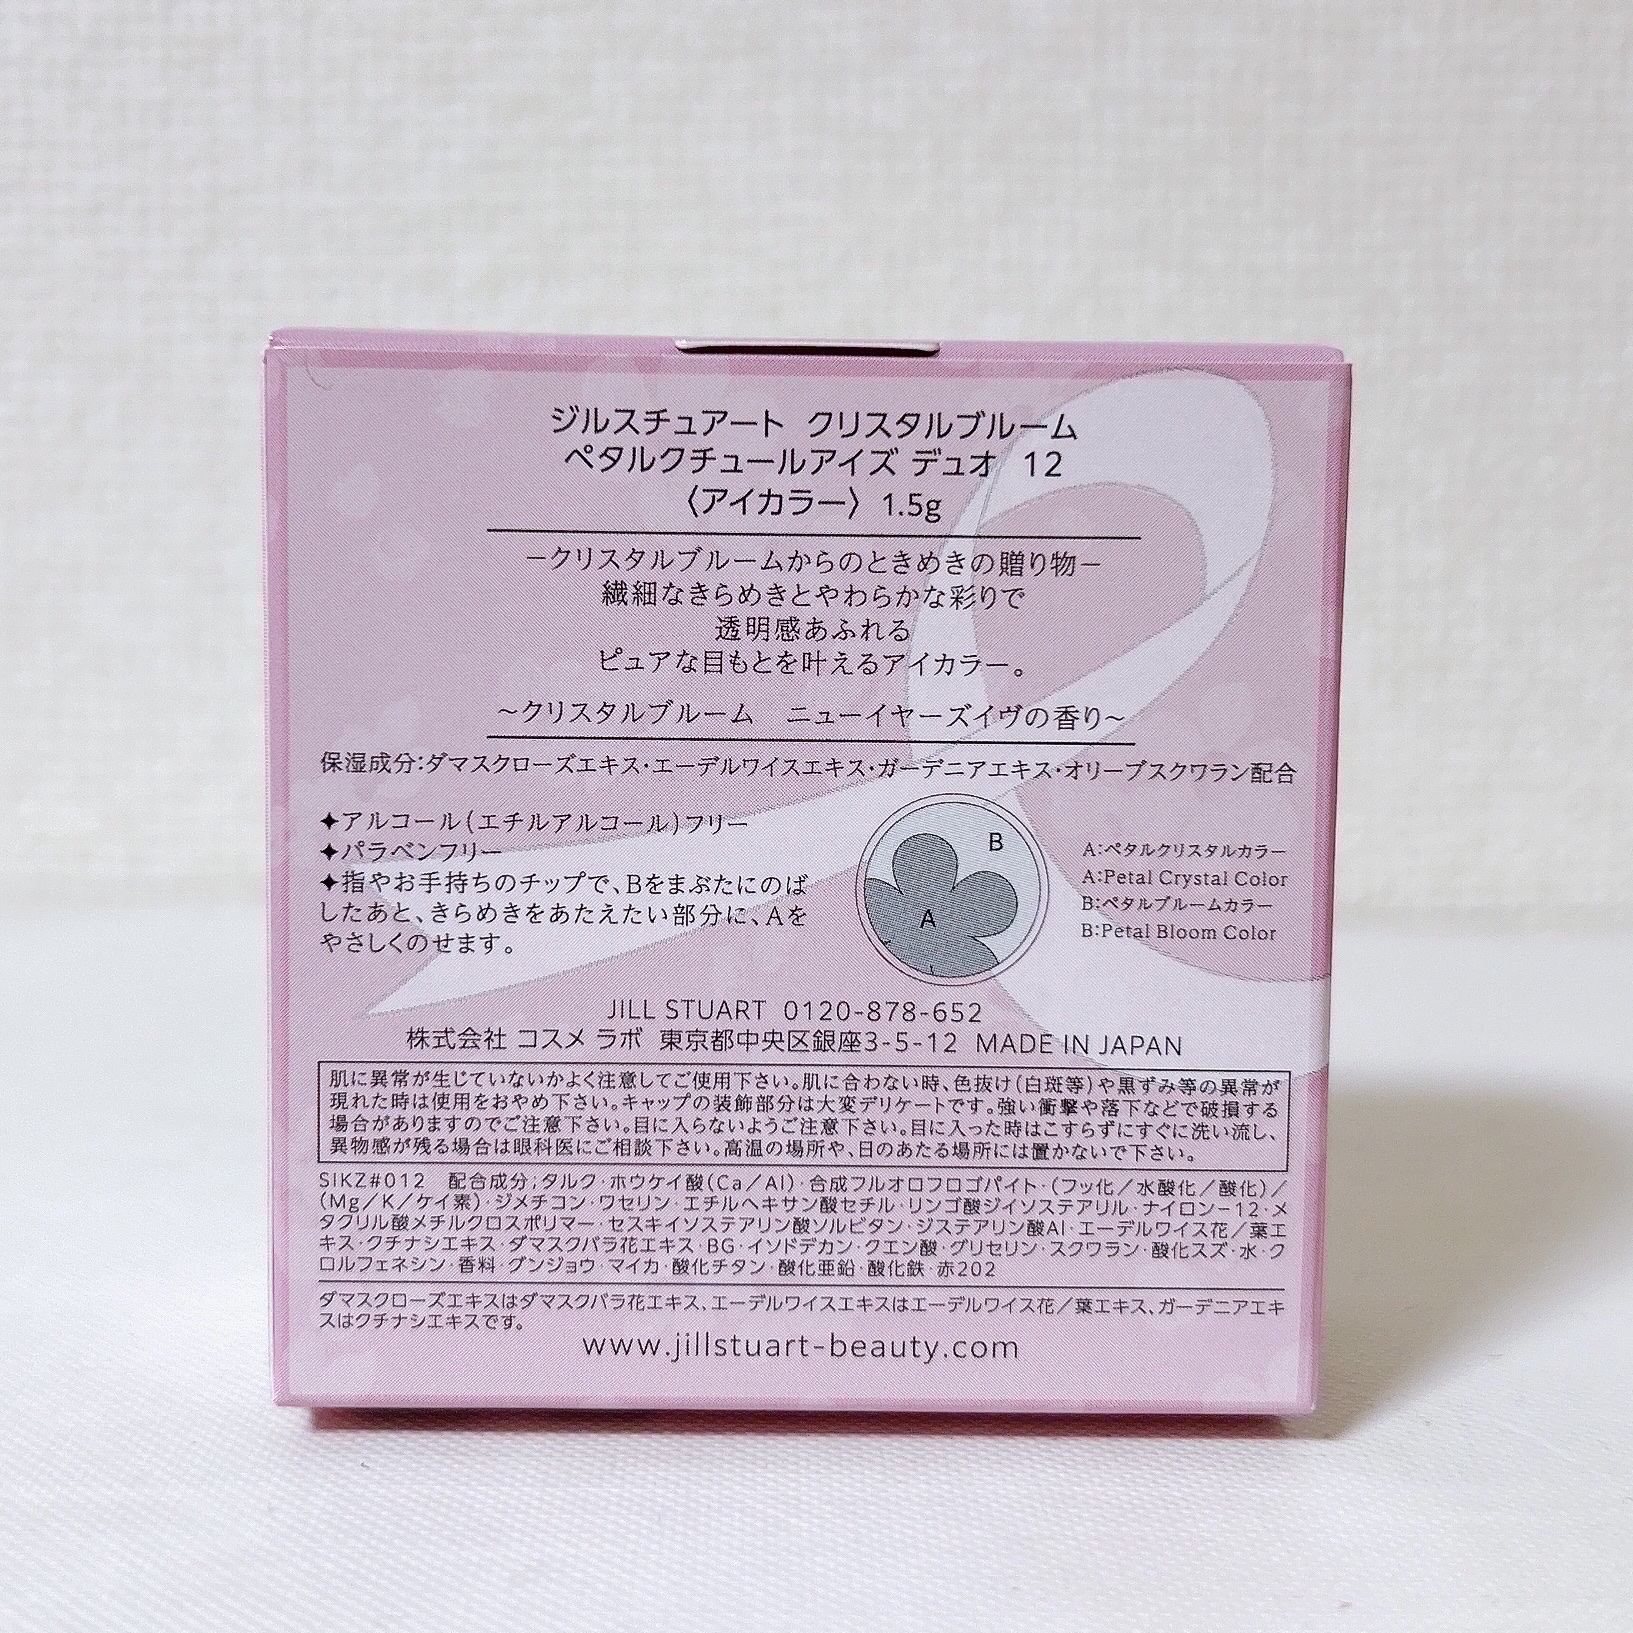 ジルスチュアート クリスタルブルーム
ペタルクチュールアイズ デュオ 12
〈アイカラー〉 1.5g
−クリスタルブルームからのときめきの贈り物−
繊細なきらめきとやわらかな彩りで
透明感あふれる
ピュアな目もとを叶えるアイカラー。
~クリスタルブルーム　ニューイヤーズイヴの香り~
保湿成分:ダマスクローズエキス・エーデルワイスエキス・ガーデニアエキス・オリーブスクワラン配合
✦アルコール(エチルアルコール)フリー
✦パラベンフリー
✦指やお手持ちのチップで、Bをまぶたにのば
したあと、きらめきをあたえたい部分に、Aを
やさしくのせます。
B
A
A:ペタルクリスタルカラー
A:Petal Crystal Color
B:ペタルブルームカラー
B:Petal Bloom Color
JILL STUART 0120-878-652
株式会社 コスメ ラボ 東京都中央区銀座3-5-12 MADE IN JAPAN
肌に異常が生じていないかよく注意してご使用下さい。肌に合わない時、色抜け(白斑等)や黒ずみ等の異常が
現れた時は使用をおやめ下さい。キャップの装飾部分は大変デリケートです。強い衝撃や落下などで破損する
場合がありますのでご注意下さい。目に入らないようご注意下さい。目に入った時はこすらずにすぐに洗い流し、
異物感が残る場合は眼科医にご相談下さい。高温の場所や、日のあたる場所には置かないで下さい。
SIKZ#012　配合成分;タルク・ホウケイ酸(Ca/Al)・合成フルオロフロゴパイト・(フッ化/水酸化/酸化)/
(Mg/K/ケイ素)・ジメチコン・ワセリン・エチルヘキサン酸セチル・リンゴ酸ジイソステアリル・ナイロン−12・メ
タクリル酸メチルクロスポリマー・セスキイソステアリン酸ソルビタン・ジステアリン酸Al・エーデルワイス花/葉エ
キス・クチナシエキス・ダマスクバラ花エキス・BG・イソドデカン・クエン酸・グリセリン・スクワラン・酸化スズ・水・ク
ロルフェネシン・香料・グンジョウ・マイカ・酸化チタン・酸化亜鉛・酸化鉄・赤202
ダマスクローズエキスはダマスクバラ花エキス、エーデルワイスエキスはエーデルワイス花/葉エキス、ガーデニアエキ
スはクチナシエキスです。
www.jillstuart-beauty.com